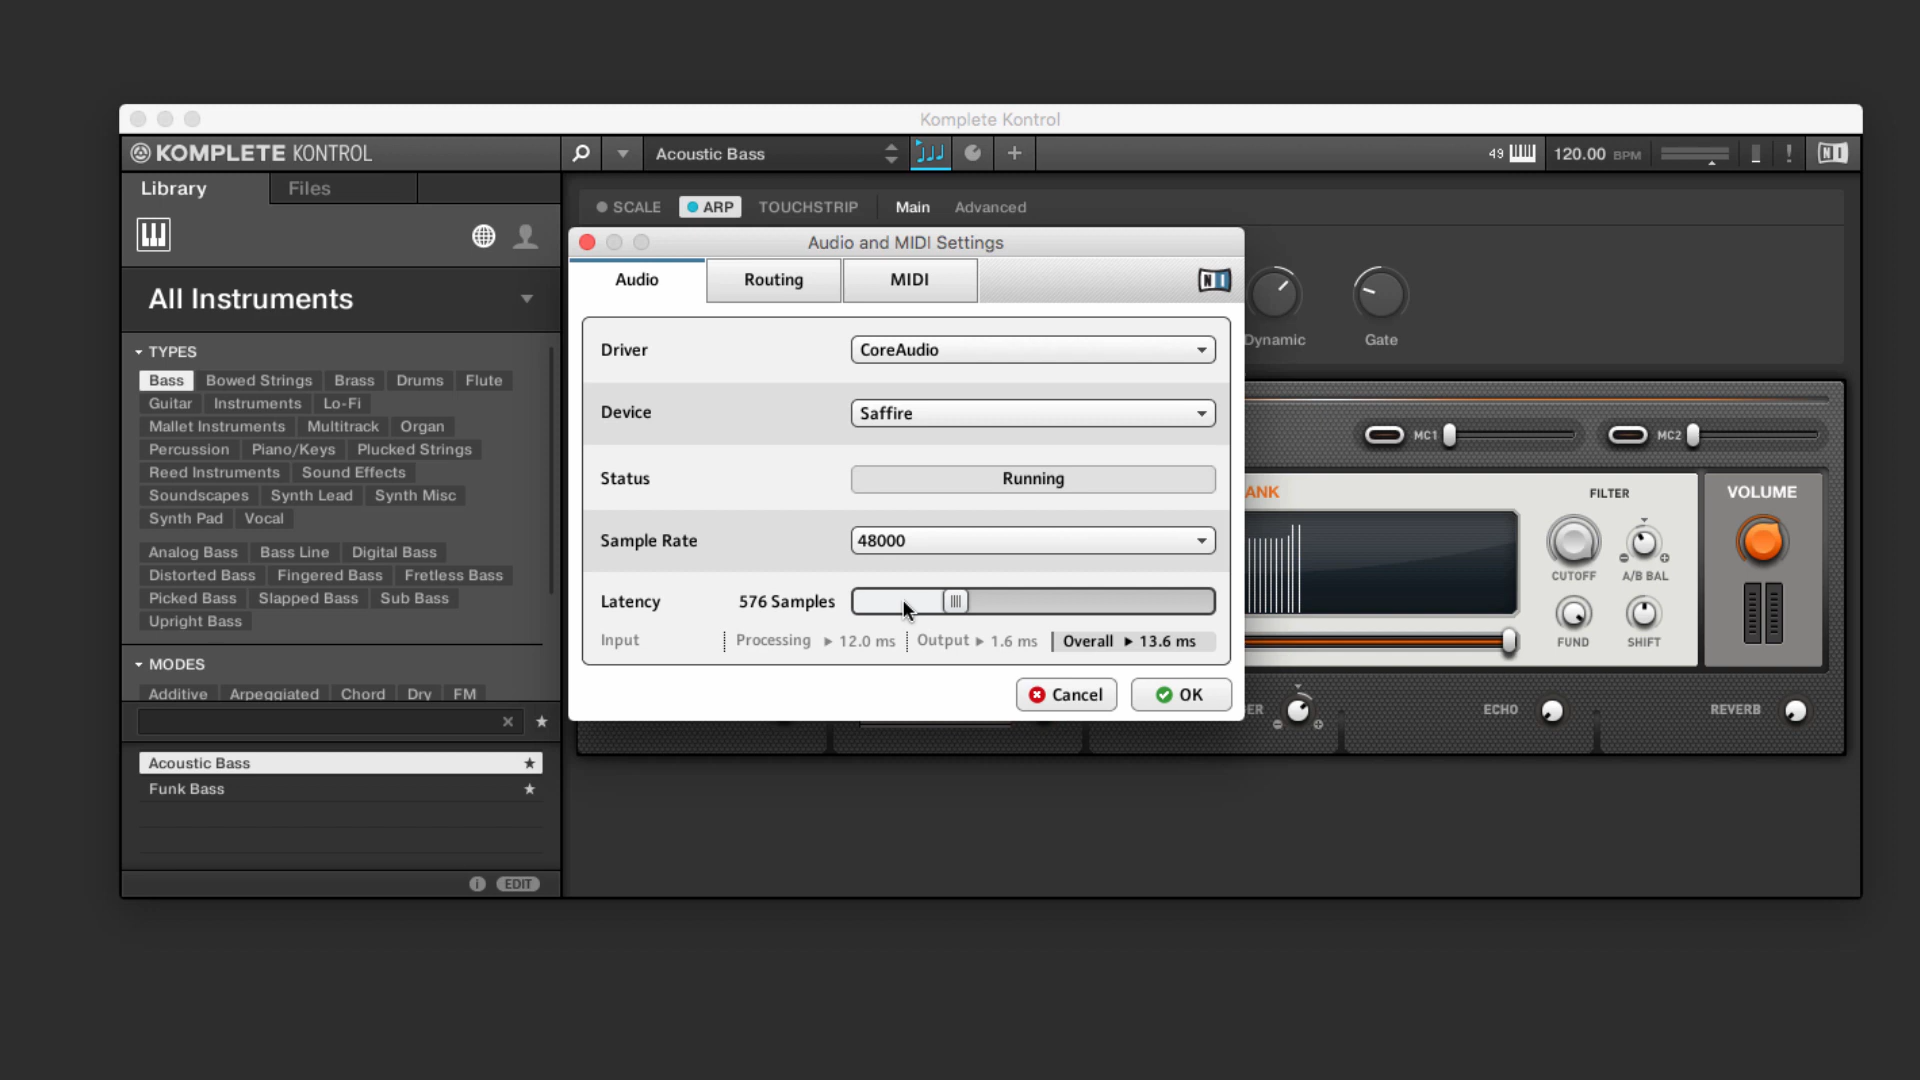 Komplete Kontrol
KOMPLETE KONTROL
Acoustic Bass
49
120.00 BPM
!
NI
Library
Files
SCALE
ARP
TOUCHSTRIP
Main
Advanced
All Instruments
TYPES
Bass Bowed Strings Brass Drums Flute
Guitar Instruments Lo-Fi
Mallet Instruments Multitrack Organ
Percussion Piano/Keys Plucked Strings
Reed Instruments Sound Effects
Soundscapes Synth Lead Synth Misc
Synth Pad Vocal
Analog Bass Bass Line Digital Bass
Distorted Bass Fingered Bass Fretless Bass
Picked Bass Slapped Bass Sub Bass
Upright Bass
MODES
Additive Arpeggiated Chord Dry FM
Acoustic Bass
Funk Bass
i EDIT
Audio and MIDI Settings
Audio Routing MIDI
NI
Driver CoreAudio
Device Saffire
Status Running
Sample Rate 48000
Latency 576 Samples
Input Processing 12.0 ms Output 1.6 ms Overall 13.6 ms
Cancel OK
Dynamic Gate
MC1 MC2
ANK
FILTER
VOLUME
CUTOFF A/B BAL
FUND SHIFT
ER
ECHO
REVERB